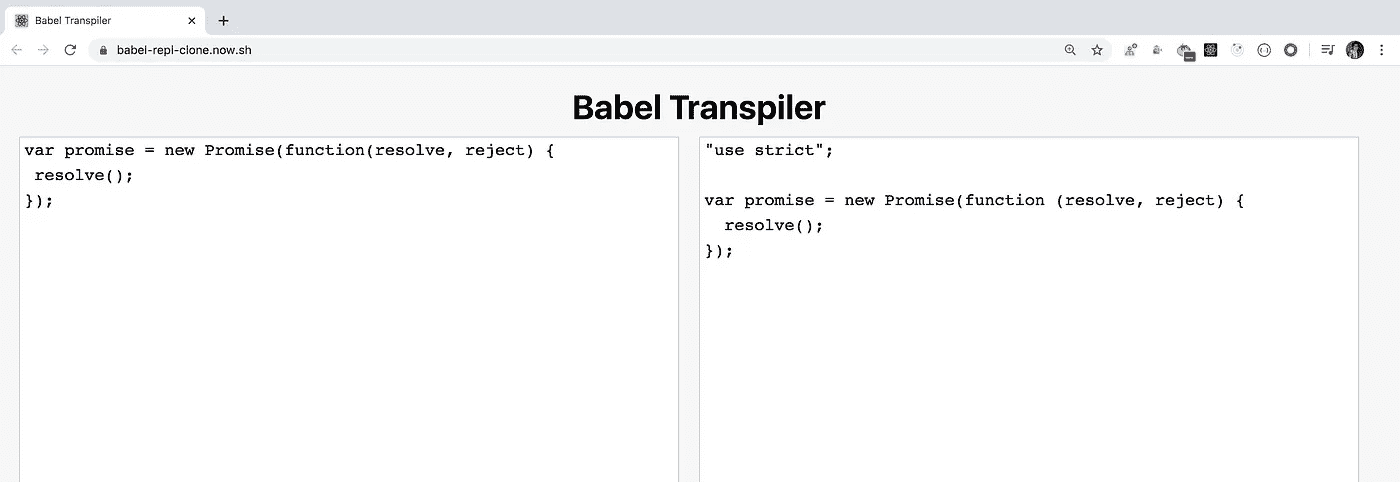 Babel Transpiler
babel-repl-clone.now.sh
Babel Transpiler
var promise = new Promise(function(resolve, reject) {
 resolve();
});
"use strict";

var promise = new Promise(function (resolve, reject) {
  resolve();
});